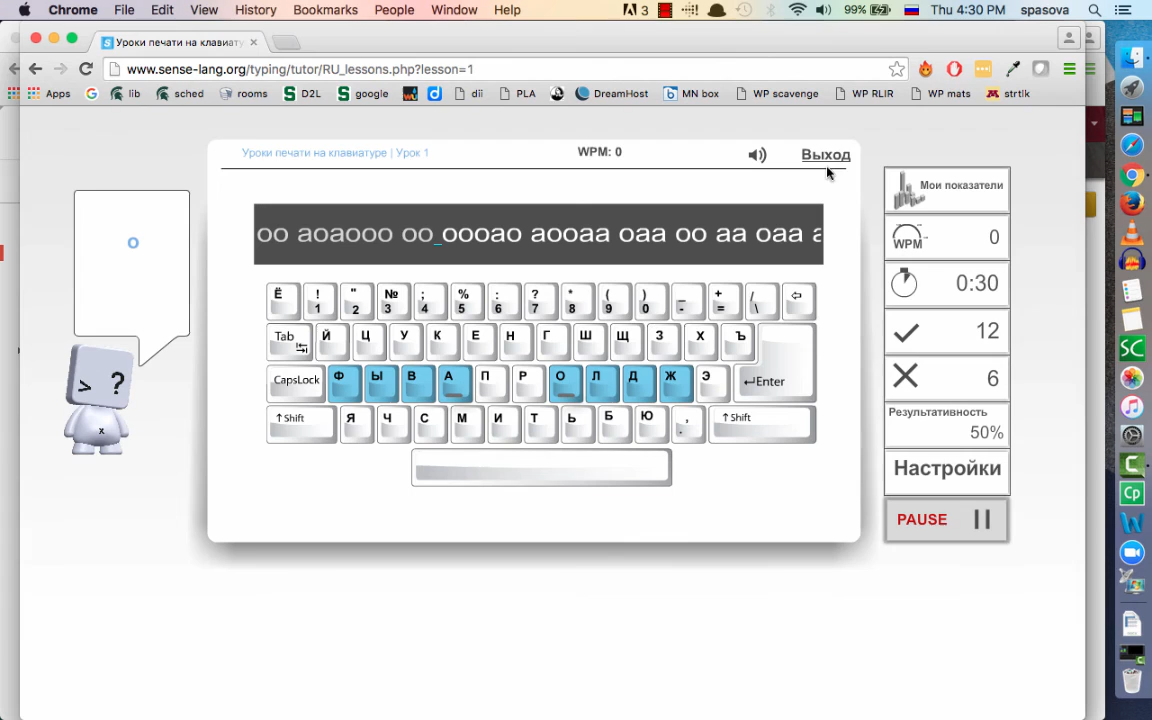 Chrome File Edit View History Bookmarks People Window Help 3 99% Thu 4:30 PM spasova
Уроки печати на клавиату
www.sense-lang.org/typing/tutor/RU_lessons.php?lesson=1
Apps lib sched rooms D2L google dii PLA DreamHost MN box WP scavenge WP RLIR WP mats strtlk
Уроки печати на клавиатуре | Урок 1 WPM: 0 Выход
о
оо аоаооо оо_оооао аооаа оаа оо аа оаа а
Ё ! 1 " 2 № 3 ; 4 % 5 : 6 ? 7 * 8 ( 9 ) 0 _ - + = / \
Tab Й Ц У К Е Н Г Ш Щ З Х Ъ
CapsLock Ф Ы В А П Р О Л Д Ж Э Enter
Shift Я Ч С М И Т Ь Б Ю , . Shift
> ?
x
Мои показатели
WPM 0
0:30
12
6
Результативность
50%
Настройки
PAUSE
SC
Cp
W